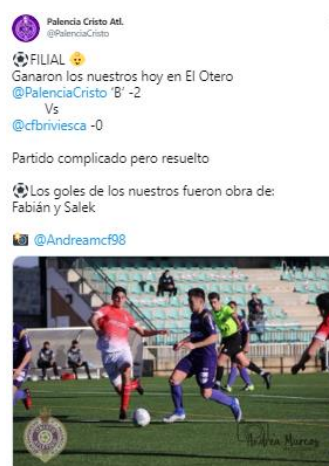 Palencia Cristo Atl.
@PalenciaCristo
⚽FILIAL 👶
Ganaron los nuestros hoy en El Otero
@PalenciaCristo 'B' -2
Vs
@cfbriviesca -0
Partido complicado pero resuelto
⚽Los goles de los nuestros fueron obra de:
Fabián y Salek
📸 @Andreamcf98
Andrea Marcos